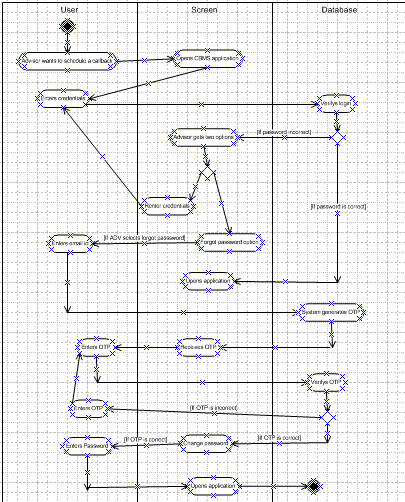 User
Screen
Database
Advisor wants to schedule a callback
Opens CBMS application
Enters credentials
Verifys login
[If password incorrect]
Advisor gets two options
[If password is correct]
Renter credentials
[If ADV selects forgot password]
Enters email id
Forgot password option
Opens application
System generates OTP
Enters OTP
Receives OTP
Verifys OTP
Enters OTP
[If OTP is incorrect]
[If OTP is correct]
Enters Password
[If OTP is correct]
Change password
Opens application